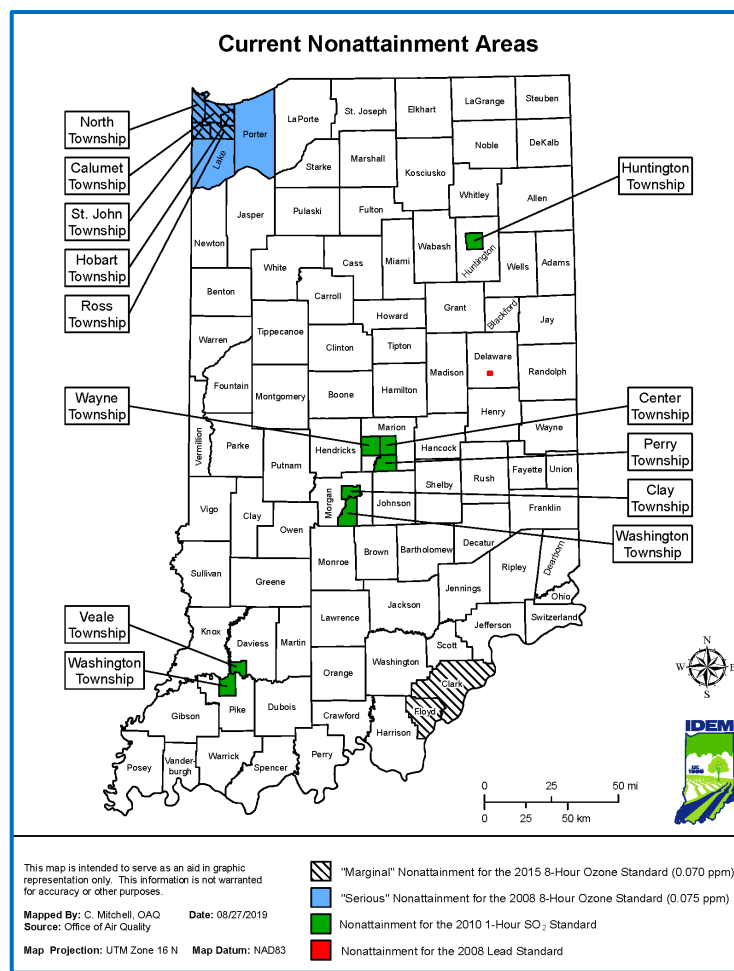 Current Nonattainment Areas
North
Township
Calumet
Township
St. John
Township
Hobart
Township
Ross
Township
Huntington
Township
Wayne
Township
Center
Township
Perry
Township
Clay
Township
Washington
Township
Veale
Township
Washington
Township
Lake
Porter
LaPorte
St. Joseph
Elkhart
LaGrange
Steuben
Noble
DeKalb
Starke
Marshall
Kosciusko
Whitley
Allen
Newton
Jasper
Pulaski
Fulton
Wabash
Huntington
Miami
Wells
Adams
White
Cass
Benton
Carroll
Howard
Grant
Blackford
Jay
Warren
Tippecanoe
Clinton
Tipton
Madison
Delaware
Randolph
Fountain
Montgomery
Boone
Hamilton
Henry
Wayne
Vermillion
Parke
Putnam
Hendricks
Marion
Hancock
Shelby
Rush
Fayette
Union
Franklin
Vigo
Clay
Owen
Morgan
Johnson
Monroe
Brown
Bartholomew
Decatur
Ripley
Dearborn
Ohio
Switzerland
Sullivan
Greene
Lawrence
Jackson
Jennings
Jefferson
Knox
Daviess
Martin
Orange
Washington
Scott
Clark
Floyd
Gibson
Pike
Dubois
Crawford
Harrison
Posey
Vander-
burgh
Warrick
Spencer
Perry
N
W
E
S
IDEM
EST.
1986
0 25 50 mi
0 25 50 km
This map is intended to serve as an aid in graphic
representation only. This information is not warranted
for accuracy or other purposes.
Mapped By: C. Mitchell, OAQ Date: 08/27/2019
Source: Office of Air Quality
Map Projection: UTM Zone 16 N Map Datum: NAD83
"Marginal" Nonattainment for the 2015 8-Hour Ozone Standard (0.070 ppm)
"Serious" Nonattainment for the 2008 8-Hour Ozone Standard (0.075 ppm)
Nonattainment for the 2010 1-Hour SO₂ Standard
Nonattainment for the 2008 Lead Standard